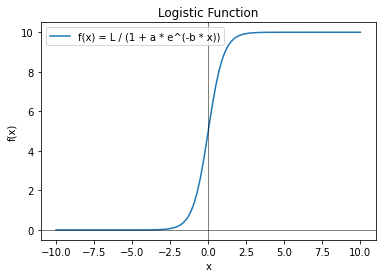 Logistic Function
f(x) = L / (1 + a * e^(-b * x))
10
8
6
4
2
0
f(x)
−10.0 −7.5 −5.0 −2.5 0.0 2.5 5.0 7.5 10.0
x